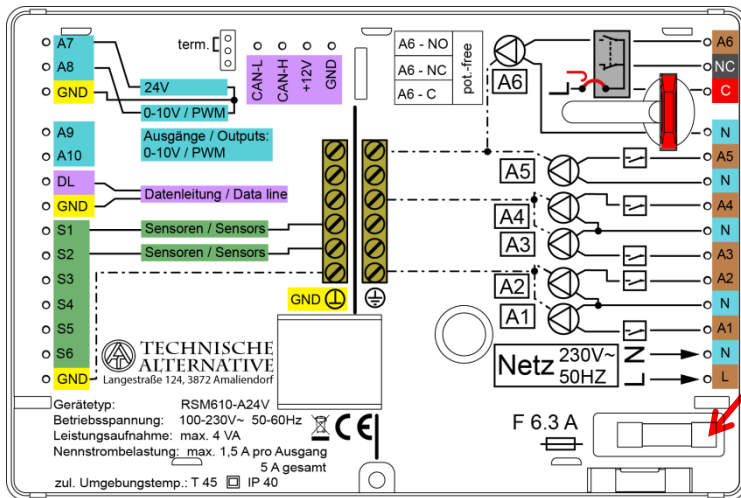 A7
A8
GND
A9
A10
DL
GND
S1
S2
S3
S4
S5
S6
GND
term.
24V
0-10V / PWM
Ausgänge / Outputs:
0-10V / PWM
Datenleitung / Data line
Sensoren / Sensors
Sensoren / Sensors
CAN-L
CAN-H
+12V
GND
GND
A6 - NO
A6 - NC
A6 - C
pot.-free
A6
A5
A4
A3
A2
A1
A6
NC
C
N
A5
N
A4
N
A3
A2
N
A1
N
L
Netz 230V~
50HZ
L N
F 6.3 A
TA
TECHNISCHE
ALTERNATIVE
Langestraße 124, 3872 Amaliendorf
Gerätetyp: RSM610-A24V
Betriebsspannung: 100-230V~ 50-60Hz
Leistungsaufnahme: max. 4 VA
Nennstrombelastung: max. 1,5 A pro Ausgang
5 A gesamt
zul. Umgebungstemp.: T 45 IP 40
CE